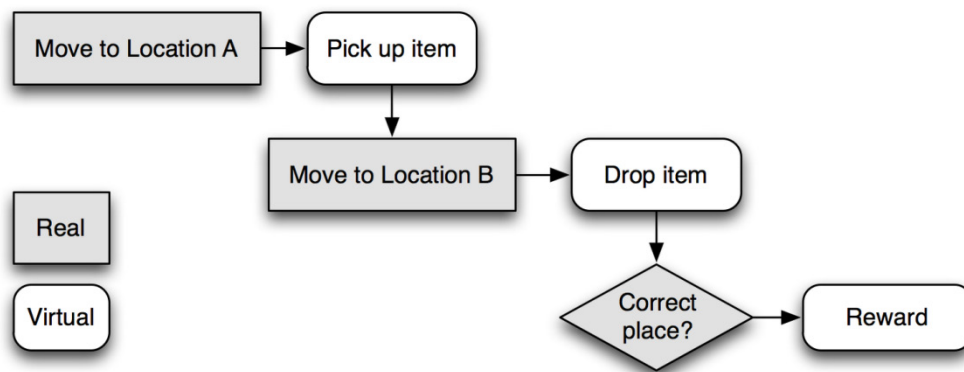 Move to Location A
Pick up item
Move to Location B
Drop item
Real
Correct
place?
Virtual
Reward